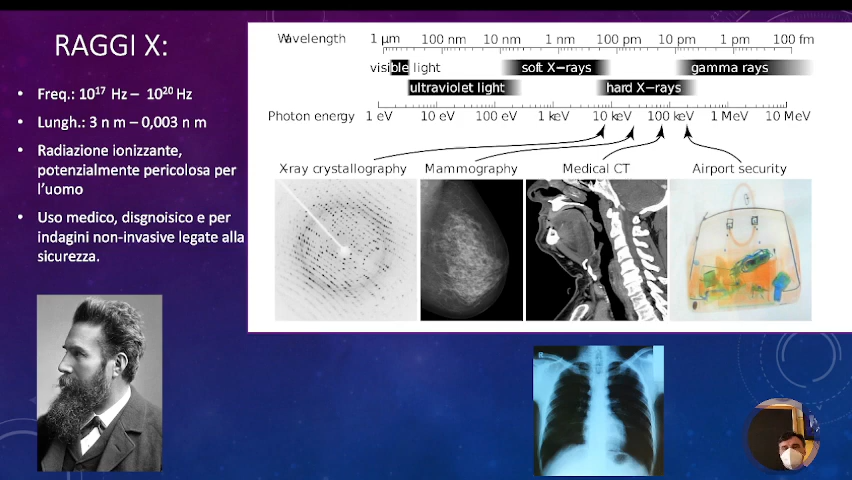 RAGGI X:
• Freq.: 10¹⁷ Hz – 10²⁰ Hz
• Lungh.: 3 n m – 0,003 n m
• Radiazione ionizzante,
potenzialmente pericolosa per
l'uomo
• Uso medico, disgnoisico e per
indagini non-invasive legate alla
sicurezza.
Wavelength 1 μm 100 nm 10 nm 1 nm 100 pm 10 pm 1 pm 100 fm
visible light soft X−rays gamma rays
ultraviolet light hard X−rays
Photon energy 1 eV 10 eV 100 eV 1 keV 10 keV 100 keV 1 MeV 10 MeV
X-ray crystallography Mammography Medical CT Airport security
R